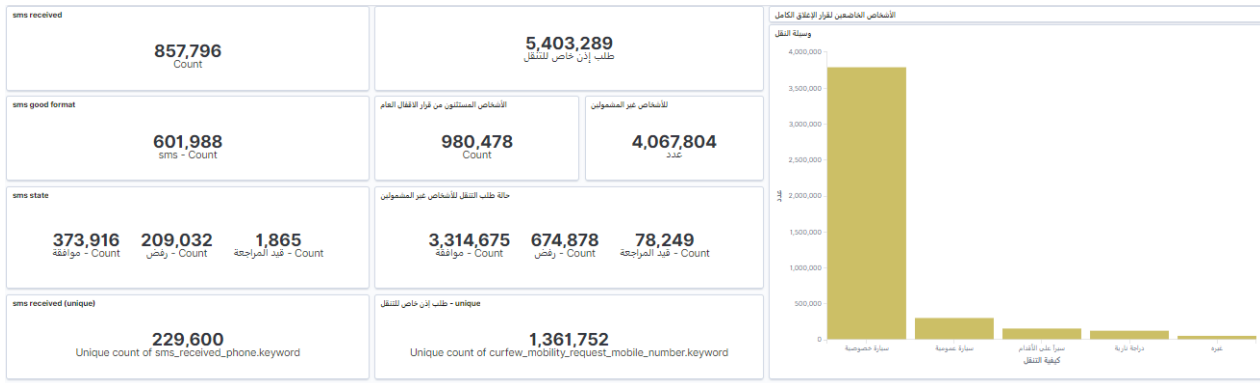 sms received
857,796
Count
5,403,289
طلب إذن خاص للتنقل
sms good format
601,988
sms - Count
الأشخاص المستثنون من قرار الاقفال العام
980,478
Count
للأشخاص غير المشمولين
4,067,804
عدد
sms state
373,916
موافقة - Count
209,032
رفض - Count
1,865
قيد المراجعة - Count
حالة طلب التنقل للأشخاص غير المشمولين
3,314,675
موافقة - Count
674,878
رفض - Count
78,249
قيد المراجعة - Count
sms received (unique)
229,600
Unique count of sms_received_phone.keyword
طلب إذن خاص للتنقل - unique
1,361,752
Unique count of curfew_mobility_request_mobile_number.keyword
الأشخاص الخاضعين لقرار الإغلاق الكامل
وسيلة النقل
4,000,000
3,500,000
3,000,000
2,500,000
2,000,000
1,500,000
1,000,000
500,000
0
عدد
سيارة خصوصية
سيارة عمومية
سيراً على الأقدام
دراجة نارية
غيره
كيفية التنقل